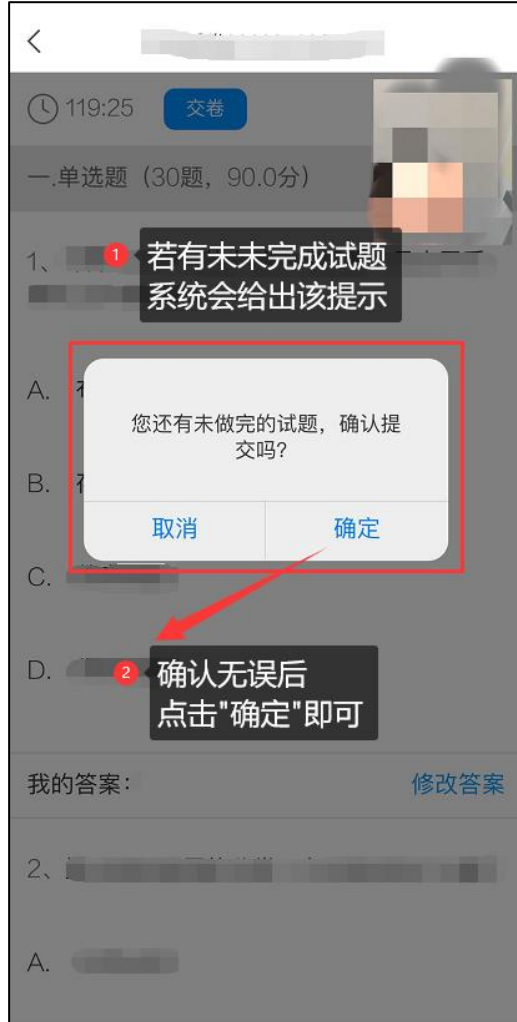 119:25 交卷
一.单选题（30题，90.0分）
1、
1 若有未未完成试题
系统会给出该提示
A.
您还有未做完的试题，确认提
交吗?
B.
取消 确定
C.
D.
2 确认无误后
点击"确定"即可
我的答案： 修改答案
2、
A.